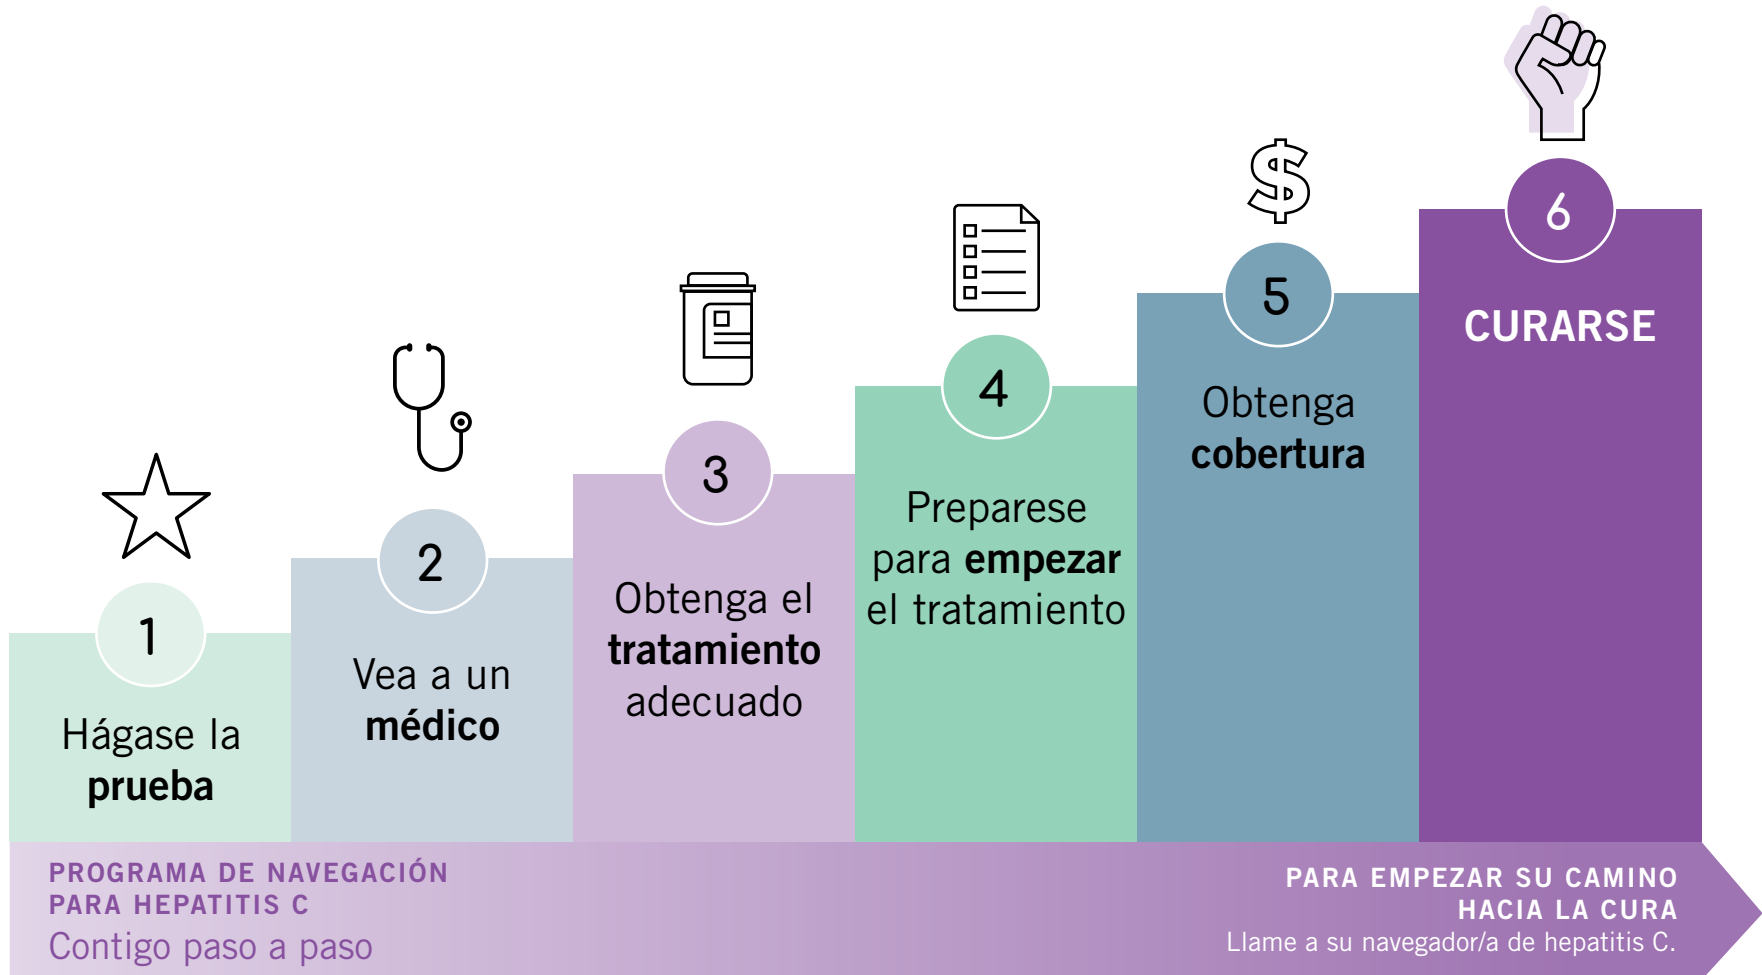 1
Hágase la
prueba
2
Vea a un
médico
3
Obtenga el
tratamiento
adecuado
4
Preparese
para empezar
el tratamiento
$
5
Obtenga
cobertura
6
CURARSE
PROGRAMA DE NAVEGACIÓN
PARA HEPATITIS C
Contigo paso a paso
PARA EMPEZAR SU CAMINO
HACIA LA CURA
Llame a su navegador/a de hepatitis C.